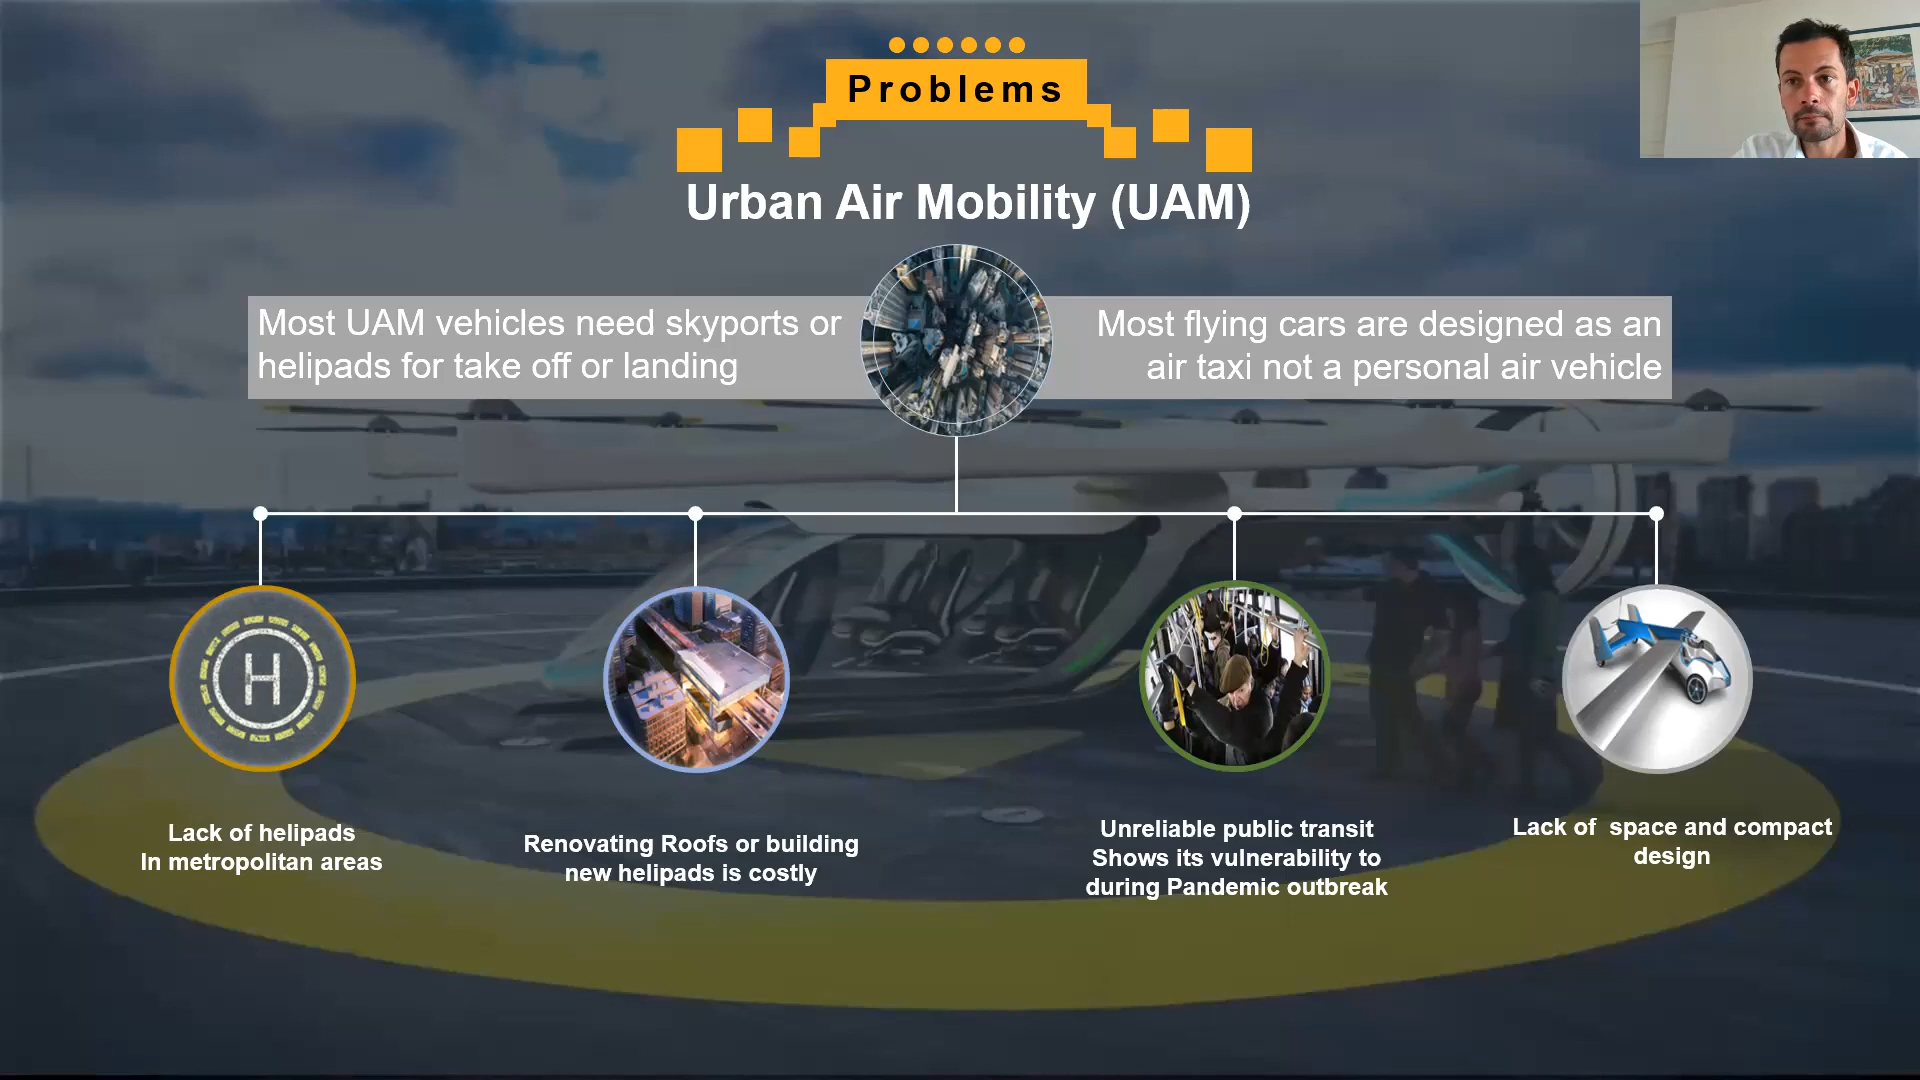 Problems
Urban Air Mobility (UAM)
Most UAM vehicles need skyports or
helipads for take off or landing
Most flying cars are designed as an
air taxi not a personal air vehicle
H
Lack of helipads
In metropolitan areas
Renovating Roofs or building
new helipads is costly
Unreliable public transit
Shows its vulnerability to
during Pandemic outbreak
Lack of  space and compact
design